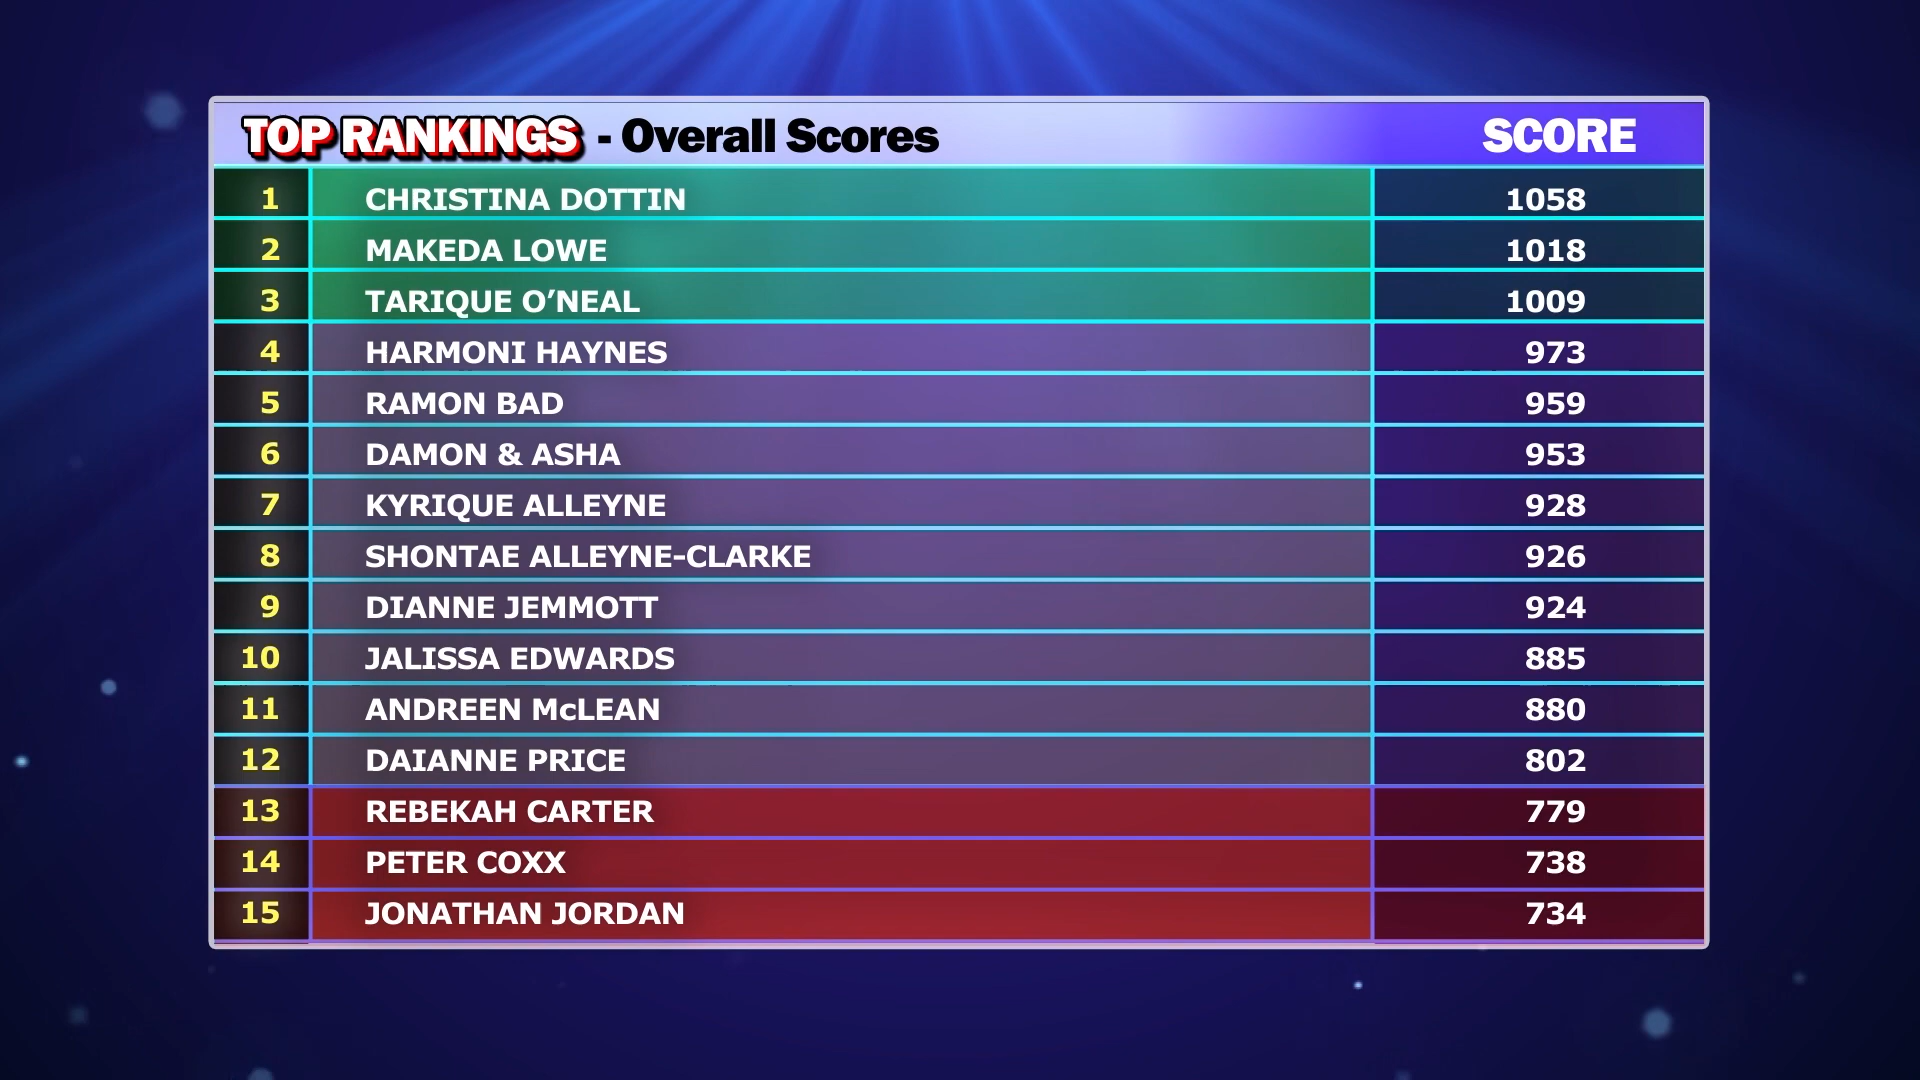 TOP RANKINGS - Overall Scores SCORE
1 CHRISTINA DOTTIN 1058
2 MAKEDA LOWE 1018
3 TARIQUE O’NEAL 1009
4 HARMONI HAYNES 973
5 RAMON BAD 959
6 DAMON & ASHA 953
7 KYRIQUE ALLEYNE 928
8 SHONTAE ALLEYNE-CLARKE 926
9 DIANNE JEMMOTT 924
10 JALISSA EDWARDS 885
11 ANDREEN McLEAN 880
12 DAIANNE PRICE 802
13 REBEKAH CARTER 779
14 PETER COXX 738
15 JONATHAN JORDAN 734